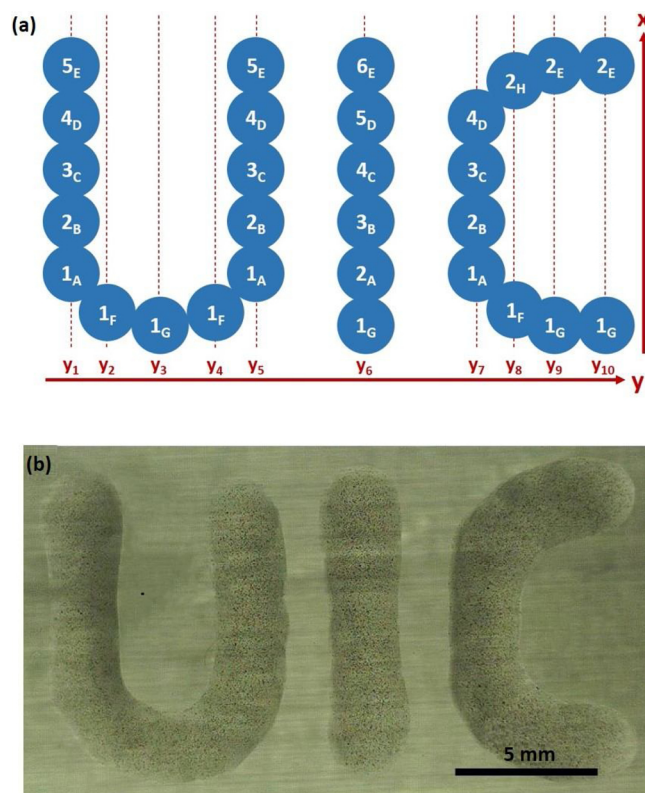 (a) x
5E 5E 6E 2H 2E 2E
4D 4D 5D 4D
3C 3C 4C 3C
2B 2B 3B 2B
1A 1A 2A 1A
1F 1G 1F 1G 1F 1G 1G
y1 y2 y3 y4 y5 y6 y7 y8 y9 y10
y
(b)
UIC
5 mm